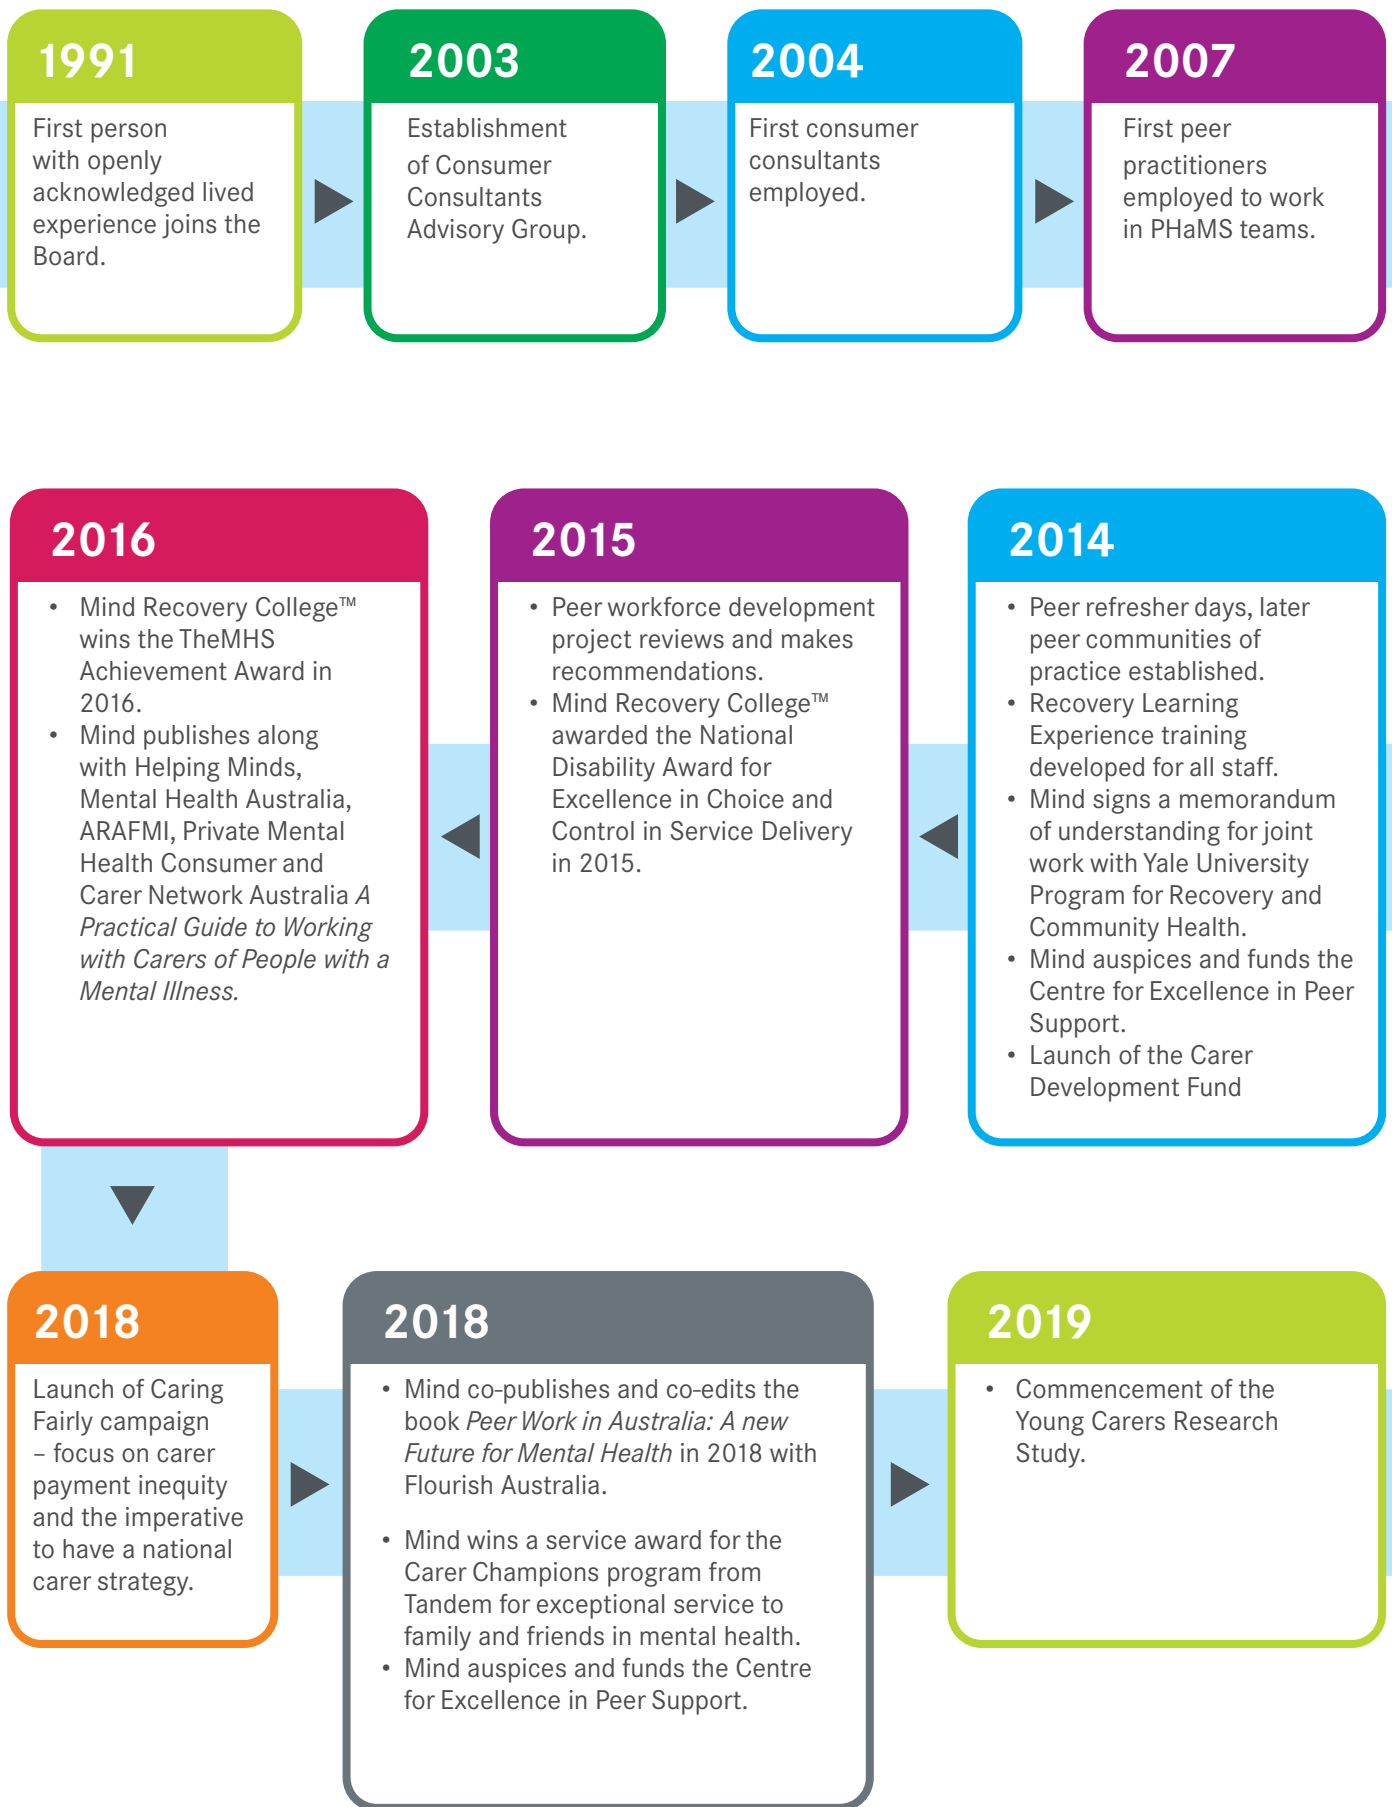 1991
First person
with openly
acknowledged lived
experience joins the
Board.
2003
Establishment
of Consumer
Consultants
Advisory Group.
2004
First consumer
consultants
employed.
2007
First peer
practitioners
employed to work
in PHaMS teams.
2014
• Peer refresher days, later
peer communities of
practice established.
• Recovery Learning
Experience training
developed for all staff.
• Mind signs a memorandum
of understanding for joint
work with Yale University
Program for Recovery and
Community Health.
• Mind auspices and funds the
Centre for Excellence in Peer
Support.
• Launch of the Carer
Development Fund
2015
• Peer workforce development
project reviews and makes
recommendations.
• Mind Recovery College™
awarded the National
Disability Award for
Excellence in Choice and
Control in Service Delivery
in 2015.
2016
• Mind Recovery College™
wins the TheMHS
Achievement Award in
2016.
• Mind publishes along
with Helping Minds,
Mental Health Australia,
ARAFMI, Private Mental
Health Consumer and
Carer Network Australia A
Practical Guide to Working
with Carers of People with a
Mental Illness.
2018
Launch of Caring
Fairly campaign
– focus on carer
payment inequity
and the imperative
to have a national
carer strategy.
2018
• Mind co-publishes and co-edits the
book Peer Work in Australia: A new
Future for Mental Health in 2018 with
Flourish Australia.
• Mind wins a service award for the
Carer Champions program from
Tandem for exceptional service to
family and friends in mental health.
• Mind auspices and funds the Centre
for Excellence in Peer Support.
2019
• Commencement of the
Young Carers Research
Study.